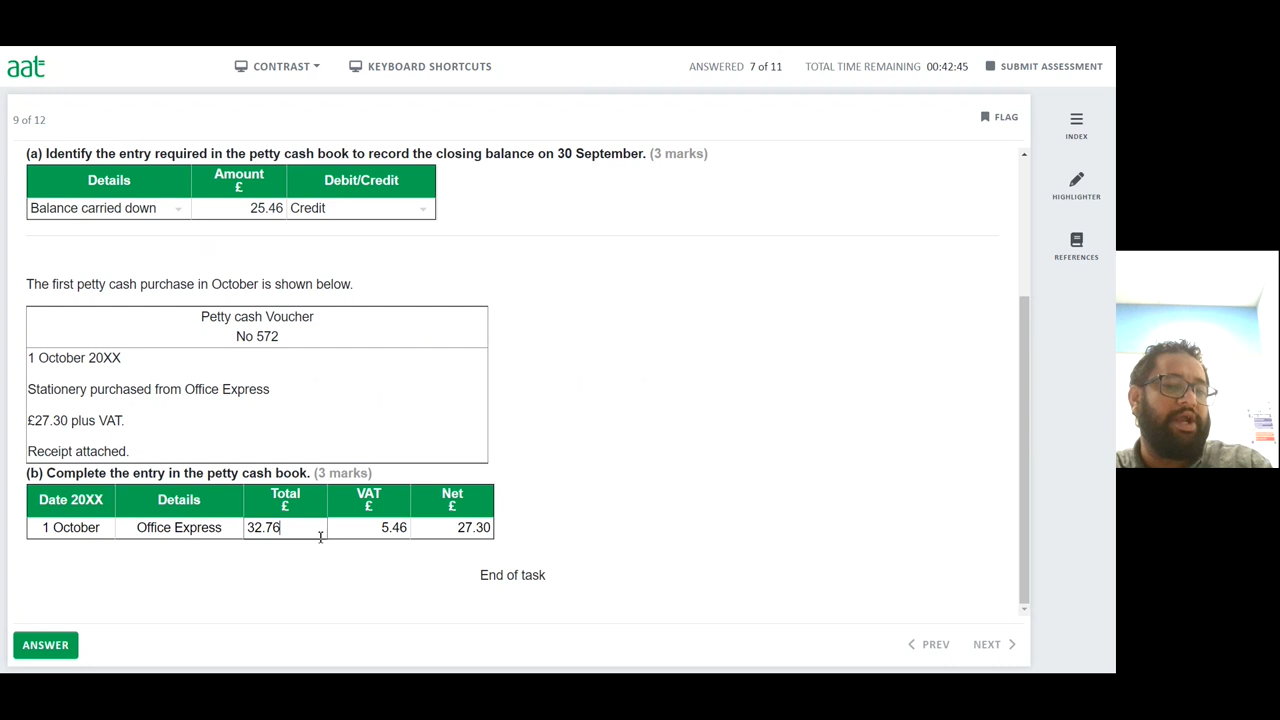 aat
CONTRAST
KEYBOARD SHORTCUTS
ANSWERED 7 of 11
TOTAL TIME REMAINING 00:42:45
SUBMIT ASSESSMENT
9 of 12
FLAG
INDEX
HIGHLIGHTER
REFERENCES
(a) Identify the entry required in the petty cash book to record the closing balance on 30 September. (3 marks)
Details Amount £ Debit/Credit
Balance carried down 25.46 Credit
The first petty cash purchase in October is shown below.
Petty cash Voucher
No 572
1 October 20XX
Stationery purchased from Office Express
£27.30 plus VAT.
Receipt attached.
(b) Complete the entry in the petty cash book. (3 marks)
Date 20XX Details Total £ VAT £ Net £
1 October Office Express 32.76 5.46 27.30
End of task
ANSWER
PREV
NEXT